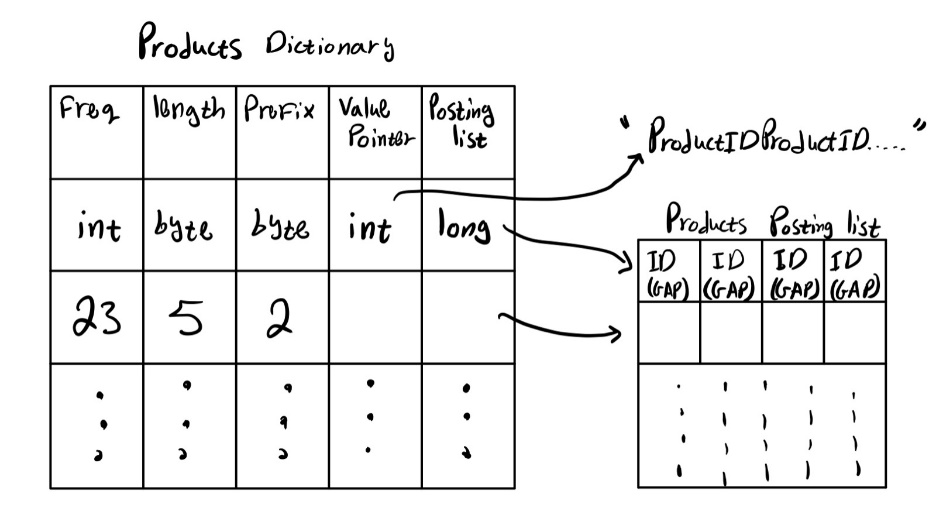 Products Dictionary
Freq length Prefix Value Pointer Posting list
"ProductIDProductID....."
int byte byte int long
Products Posting list
ID (GAP) ID (GAP) ID (GAP) ID (GAP)
23 5 2